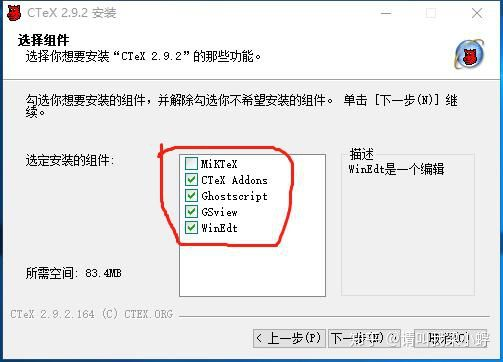 CTeX 2.9.2 安装
选择组件
选择你想要安装“CTeX 2.9.2”的那些功能。
勾选你想要安装的组件，并解除勾选你不希望安装的组件。 单击 [下一步(N)] 继
续。
选定安装的组件:
MiKTeX
CTeX Addons
Ghostscript
GSview
WinEdt
描述
WinEdt是一个编辑
所需空间: 83.4MB
CTeX 2.9.2.164 (C) CTEX.ORG
< 上一步(P)
下一步
取消(C)
知乎